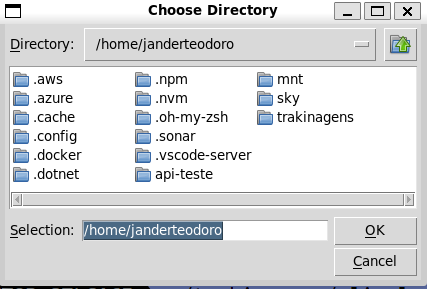 Choose Directory
Directory: /home/janderteodoro
.aws .npm mnt
.azure .nvm sky
.cache .oh-my-zsh trakinagens
.config .sonar
.docker .vscode-server
.dotnet api-teste
Selection: /home/janderteodoro OK
Cancel